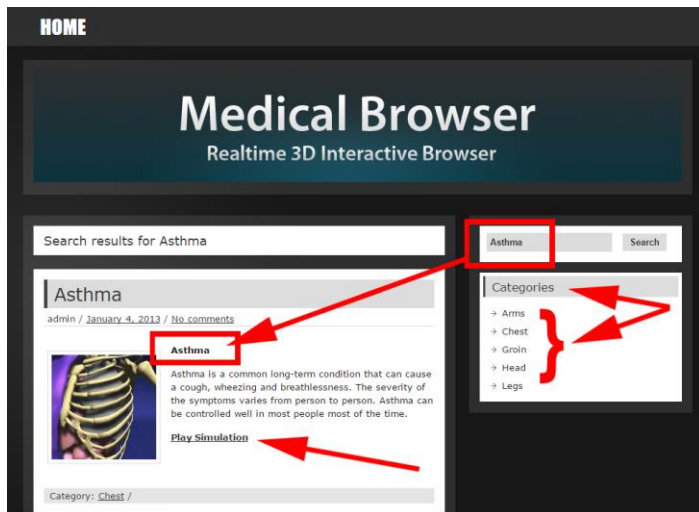 HOME
Medical Browser
Realtime 3D Interactive Browser
Search results for Asthma
Asthma
admin / January 4, 2013 / No comments
Asthma
Asthma is a common long-term condition that can cause
a cough, wheezing and breathlessness. The severity of
the symptoms varies from person to person. Asthma can
be controlled well in most people most of the time.
Play Simulation
Category: Chest /
Asthma
Search
Categories
→ Arms
→ Chest
→ Groin
→ Head
→ Legs